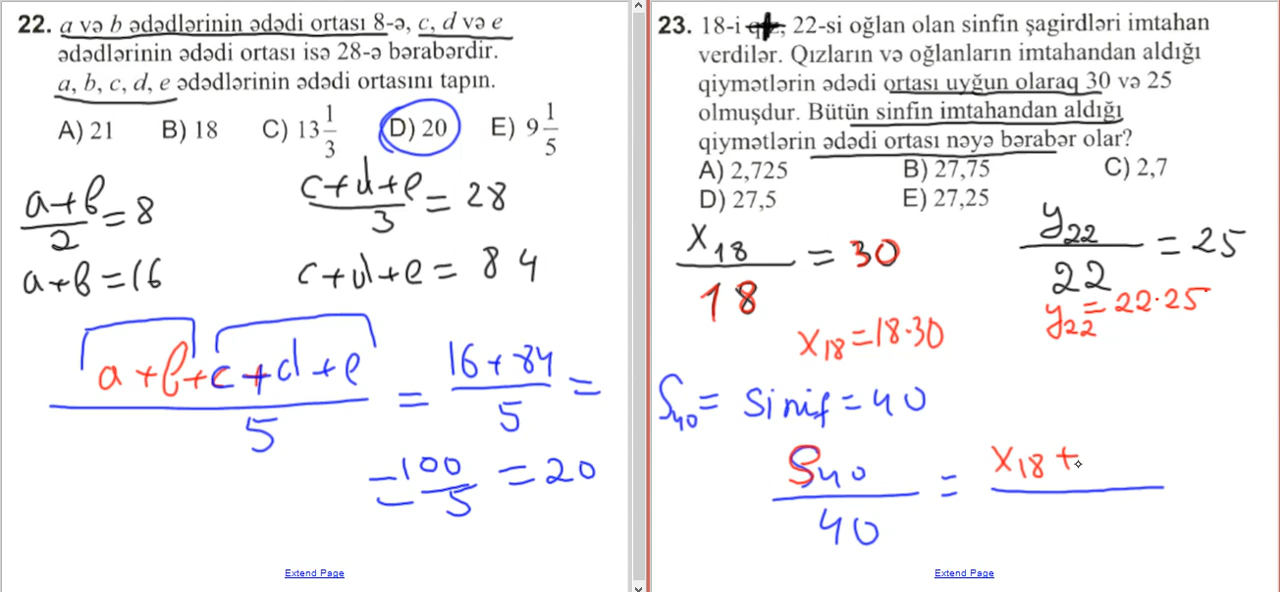 22. a və b ədədlərinin ədədi ortası 8-ə, c, d və e
ədədlərinin ədədi ortası isə 28-ə bərabərdir.
a, b, c, d, e ədədlərinin ədədi ortasını tapın.
A) 21 B) 18 C) 13 1/3 D) 20 E) 9 1/5
a+b/2 = 8
c+d+e/3 = 28
a+b = 16
c+d+e = 84
a+b+c+d+e/5 = 16+84/5 =
= 100/5 = 20
Extend Page
23. 18-i qız, 22-si oğlan olan sinfin şagirdləri imtahan
verdilər. Qızların və oğlanların imtahandan aldığı
qiymətlərin ədədi ortası uyğun olaraq 30 və 25
olmuşdur. Bütün sinfin imtahandan aldığı
qiymətlərin ədədi ortası nəyə bərabər olar?
A) 2,725 B) 27,75 C) 2,7
D) 27,5 E) 27,25
x18/18 = 30
y22/22 = 25
y22 = 22·25
x18 = 18·30
S40 = sinif = 40
S40/40 = x18 +
Extend Page